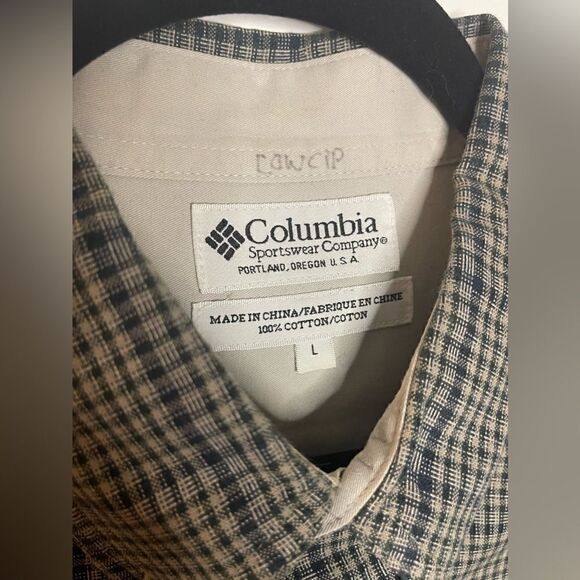 Columbia
Sportswear Company®
PORTLAND, OREGON U.S.A.
MADE IN CHINA/FABRIQUE EN CHINE
100% COTTON/COTON
L